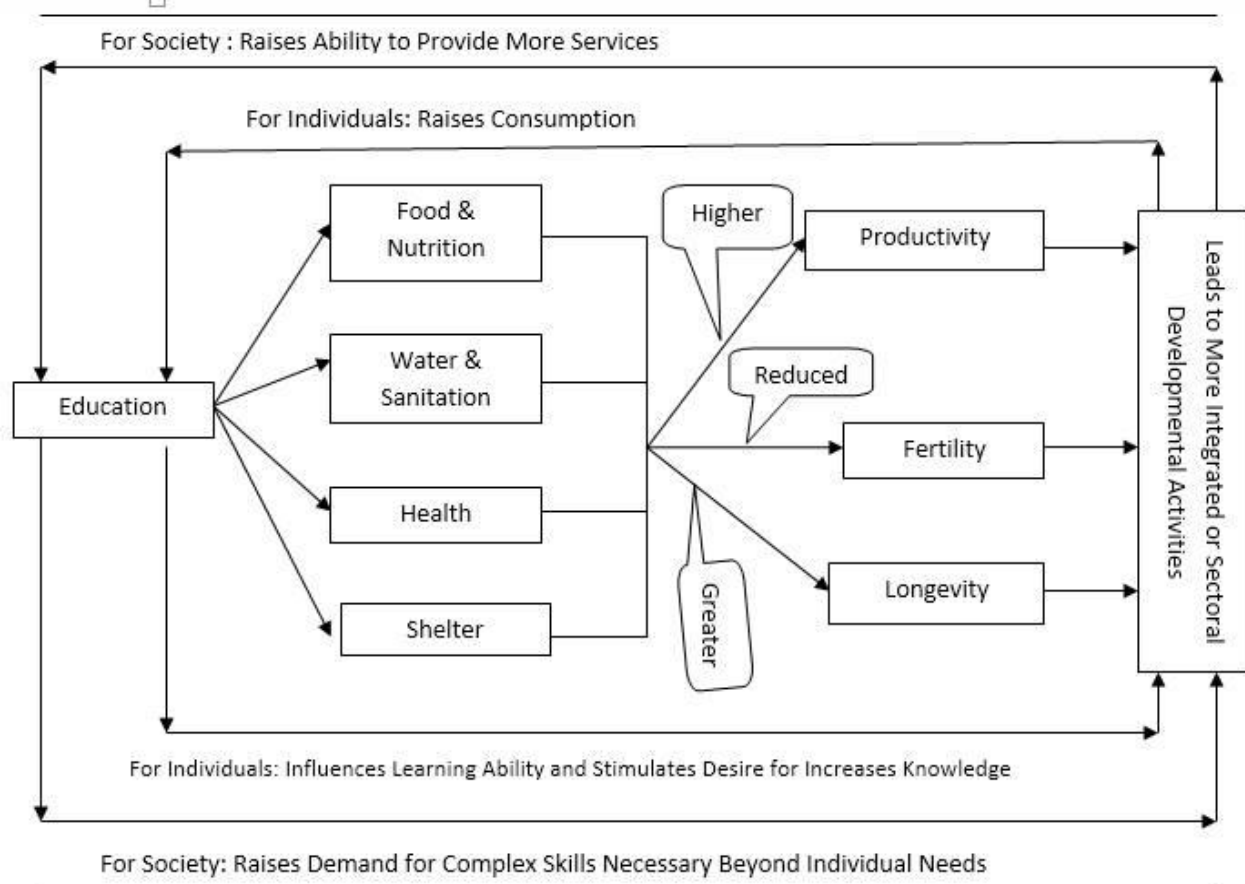 For Society : Raises Ability to Provide More Services
For Individuals: Raises Consumption
Food &
Nutrition
Higher
Productivity
Water &
Sanitation
Reduced
Education
Fertility
Health
Longevity
Greater
Shelter
Leads to More Integrated or Sectoral
Developmental Activities
For Individuals: Influences Learning Ability and Stimulates Desire for Increases Knowledge
For Society: Raises Demand for Complex Skills Necessary Beyond Individual Needs